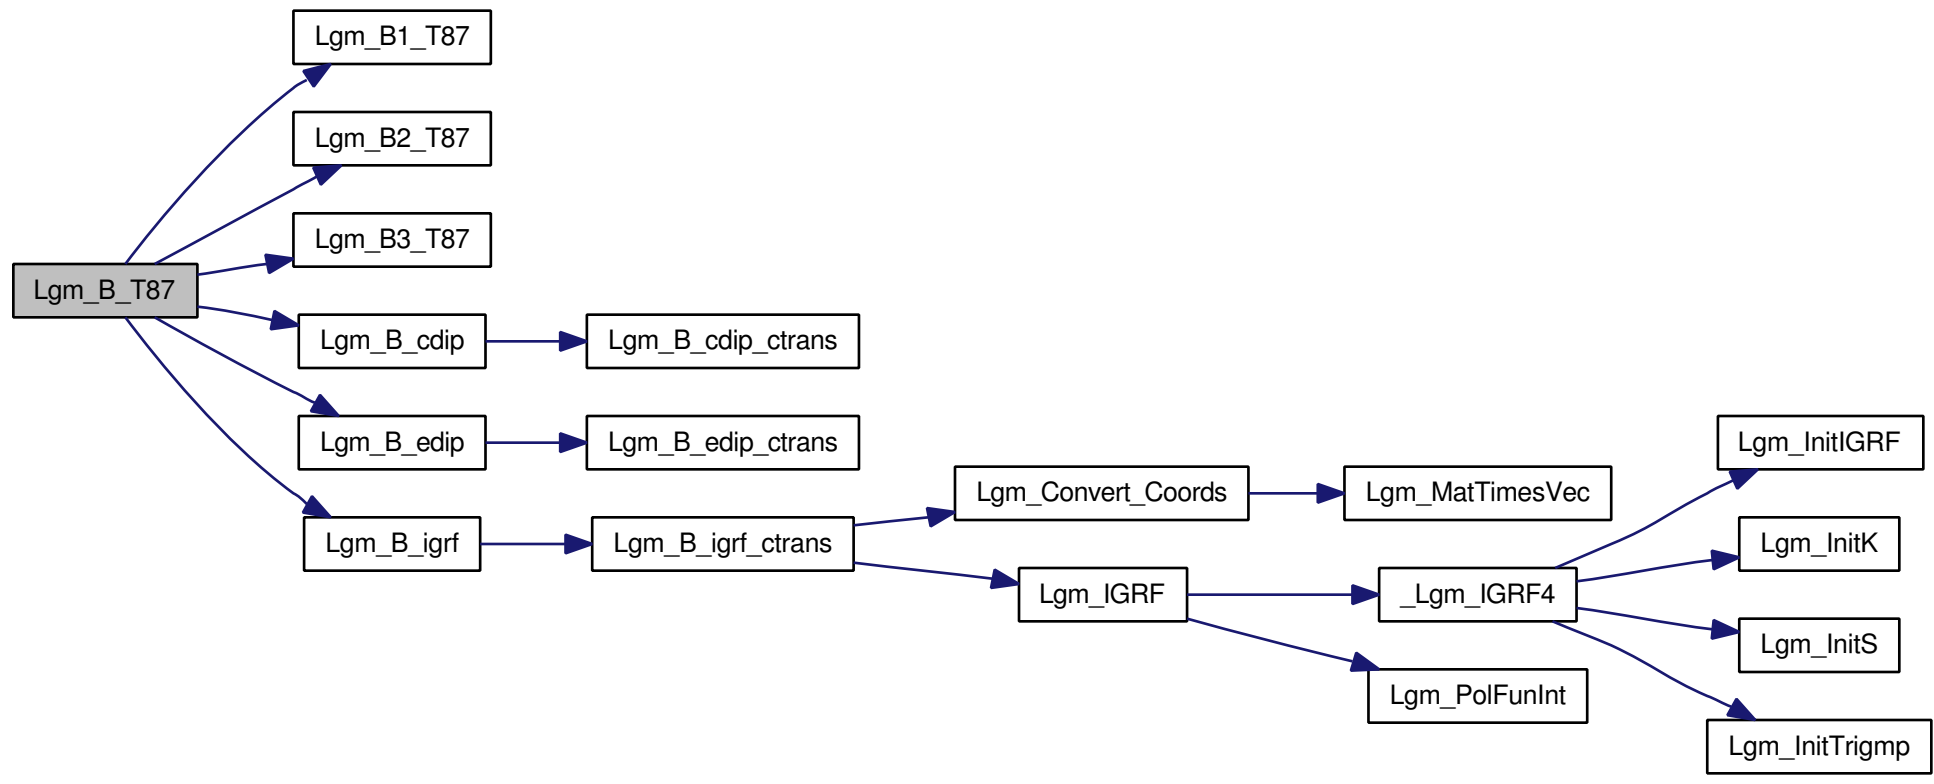 Lgm_B1_T87
Lgm_B2_T87
Lgm_B3_T87
Lgm_B_T87
Lgm_B_cdip
Lgm_B_cdip_ctrans
Lgm_B_edip
Lgm_B_edip_ctrans
Lgm_InitIGRF
Lgm_Convert_Coords
Lgm_MatTimesVec
Lgm_B_igrf
Lgm_B_igrf_ctrans
Lgm_InitK
Lgm_IGRF
_Lgm_IGRF4
Lgm_InitS
Lgm_PolFunInt
Lgm_InitTrigmp